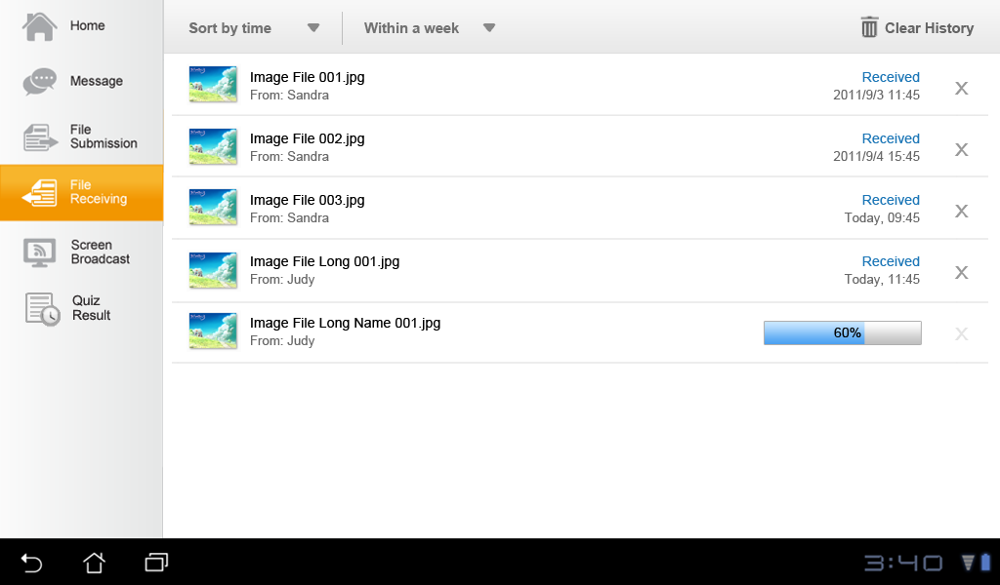 Home
Message
File
Submission
File
Receiving
Screen
Broadcast
Quiz
Result
Sort by time
Within a week
Clear History
Image File 001.jpg
From: Sandra
Received
2011/9/3 11:45
X
Image File 002.jpg
From: Sandra
Received
2011/9/4 15:45
X
Image File 003.jpg
From: Sandra
Received
Today, 09:45
X
Image File Long 001.jpg
From: Judy
Received
Today, 11:45
X
Image File Long Name 001.jpg
From: Judy
60%
X
3:40